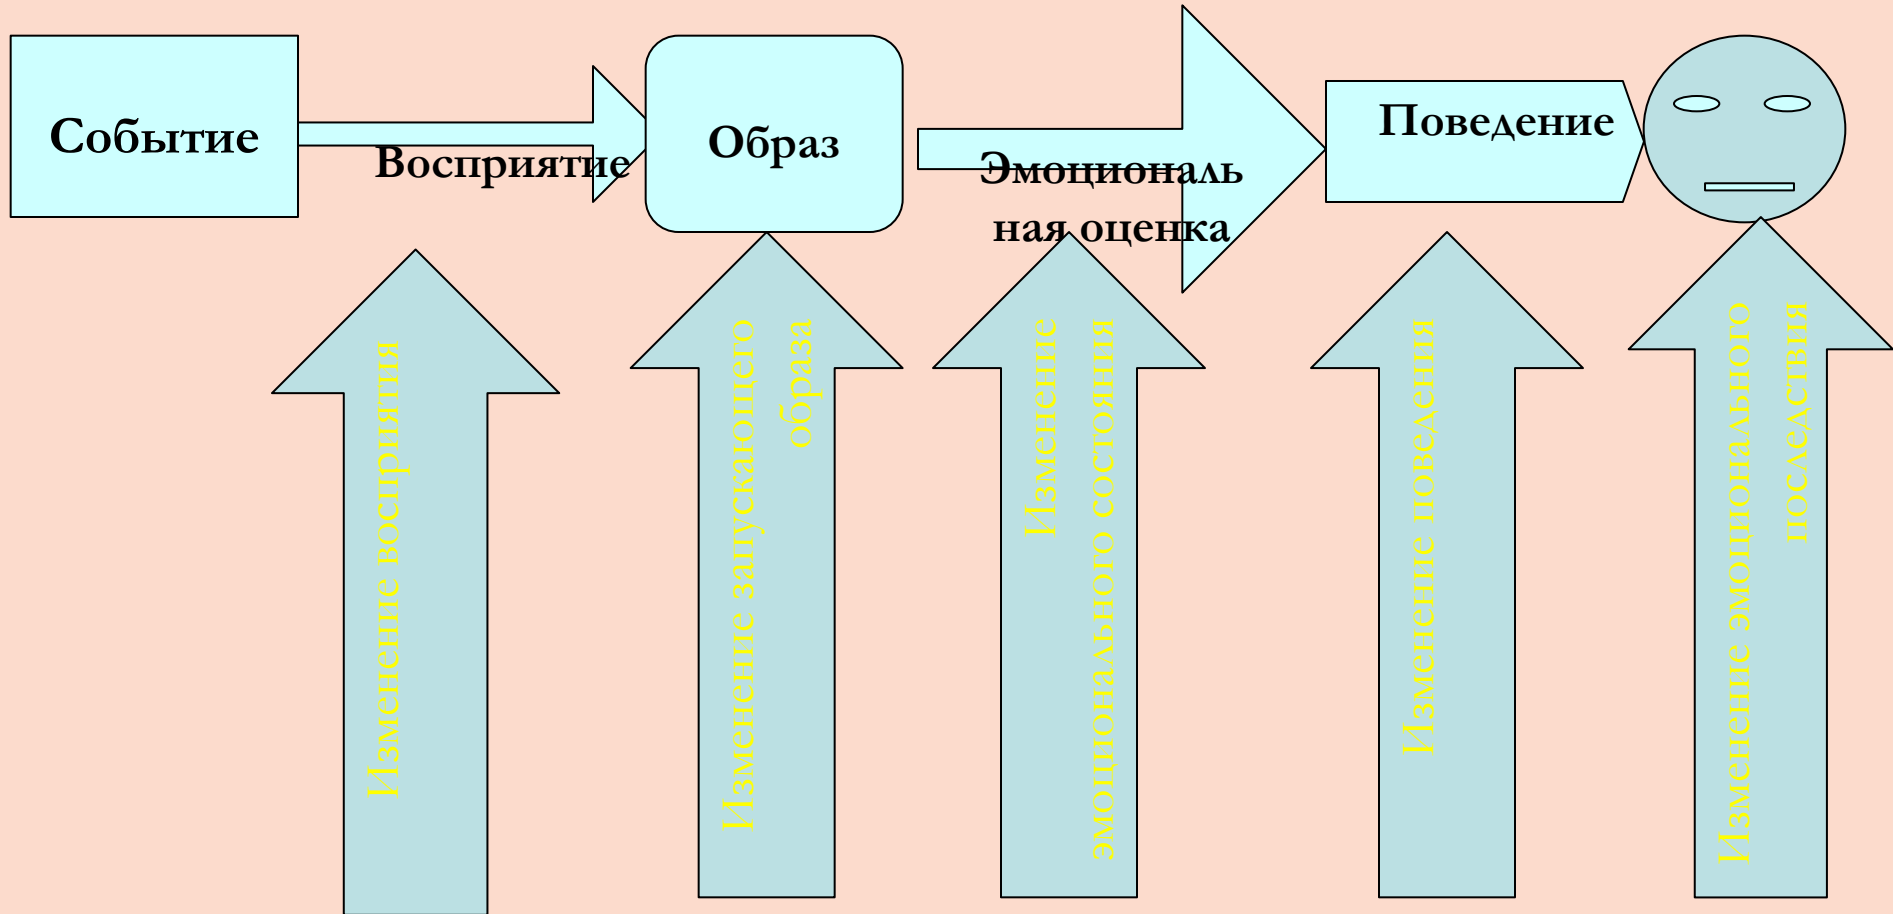 Событие
Восприятие
Образ
Эмоциональ
ная оценка
Поведение
Изменение восприятия
Изменение запускающего
образа
Изменение
эмоционального состояния
Изменение поведения
Изменение эмоционального
последствия